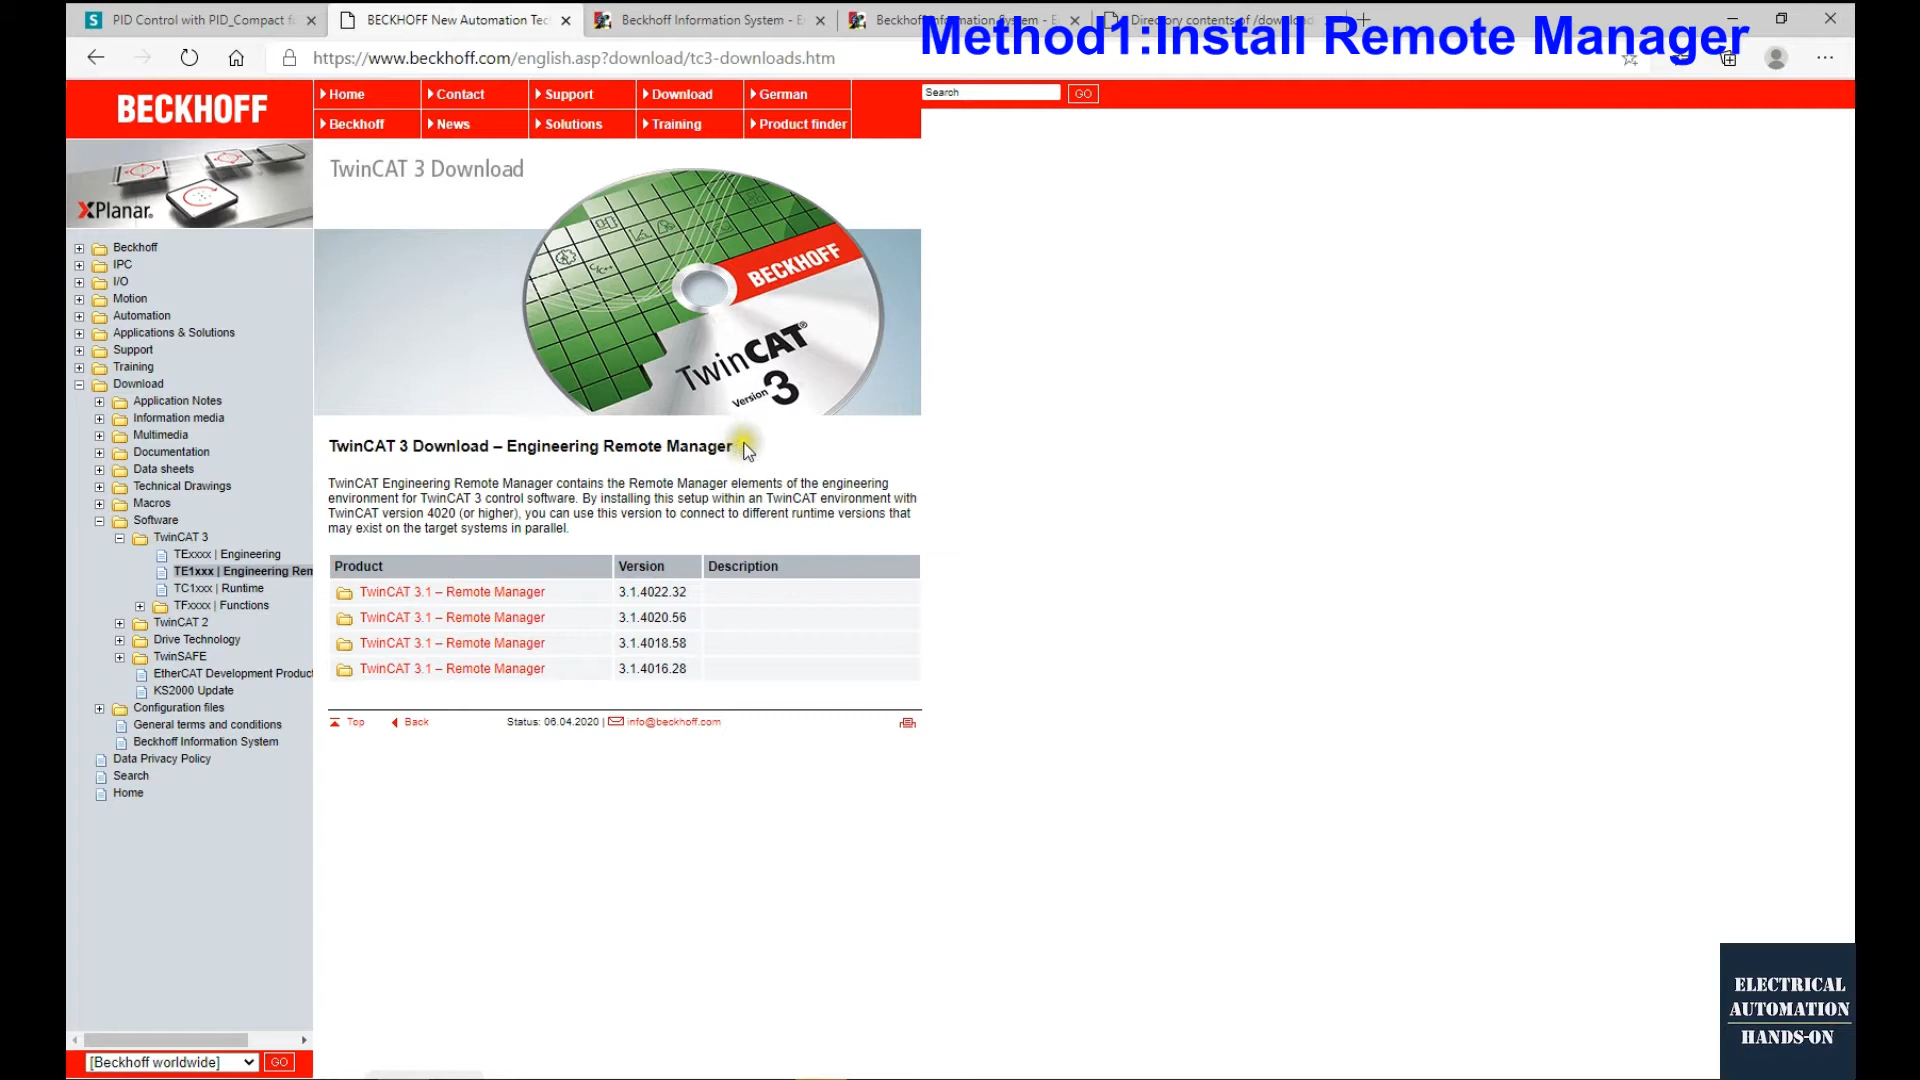 PID Control with PID_Compact f
BECKHOFF New Automation Tec
Beckhoff Information System - E
Beckhoff Information System - E
Directory contents of /downlo
Method1:Install Remote Manager
https://www.beckhoff.com/english.asp?download/tc3-downloads.htm
BECKHOFF
Home
Contact
Support
Download
German
Beckhoff
News
Solutions
Training
Product finder
Search
GO
XPlanar.
TwinCAT 3 Download
BECKHOFF
C/C++
TwinCAT®
Version 3
Beckhoff
IPC
I/O
Motion
Automation
Applications & Solutions
Support
Training
Download
Application Notes
Information media
Multimedia
Documentation
Data sheets
Technical Drawings
Macros
Software
TwinCAT 3
TExxxx | Engineering
TE1xxx | Engineering Rem
TC1xxx | Runtime
TFxxxx | Functions
TwinCAT 2
Drive Technology
TwinSAFE
EtherCAT Development Product
KS2000 Update
Configuration files
General terms and conditions
Beckhoff Information System
Data Privacy Policy
Search
Home
[Beckhoff worldwide]
GO
TwinCAT 3 Download – Engineering Remote Manager
TwinCAT Engineering Remote Manager contains the Remote Manager elements of the engineering
environment for TwinCAT 3 control software. By installing this setup within an TwinCAT environment with
TwinCAT version 4020 (or higher), you can use this version to connect to different runtime versions that
may exist on the target systems in parallel.
Product Version Description
TwinCAT 3.1 – Remote Manager 3.1.4022.32
TwinCAT 3.1 – Remote Manager 3.1.4020.56
TwinCAT 3.1 – Remote Manager 3.1.4018.58
TwinCAT 3.1 – Remote Manager 3.1.4016.28
Top Back Status: 06.04.2020 | info@beckhoff.com
ELECTRICAL
AUTOMATION
HANDS-ON